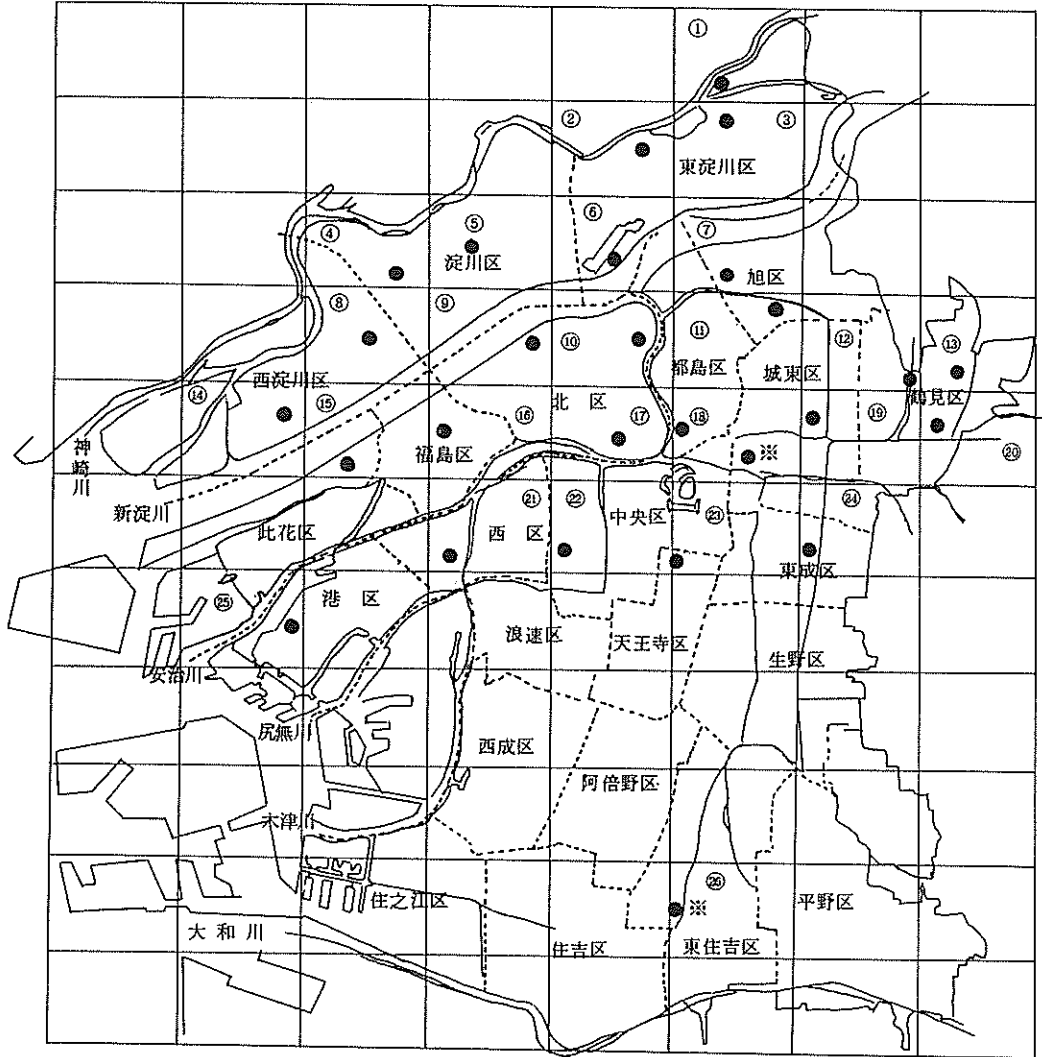 ①
② ③
東淀川区
④ ⑤ ⑥ ⑦
淀川区 旭区
⑧ ⑨ ⑩ ⑪ ⑫ ⑬
都島区 城東区
西淀川区 北区 鶴見区
⑭ ⑮ ⑯ ⑰ ⑱ ⑲ ⑳
神崎川 福島区 ※
新淀川 ㉑ ㉒ ㉓ ㉔
此花区 西区 中央区
東成区
㉕ 港区
浪速区 天王寺区 生野区
安治川
尻無川 西成区
阿倍野区
木津川
㉖
住之江区 ※ 平野区
大和川 住吉区 東住吉区